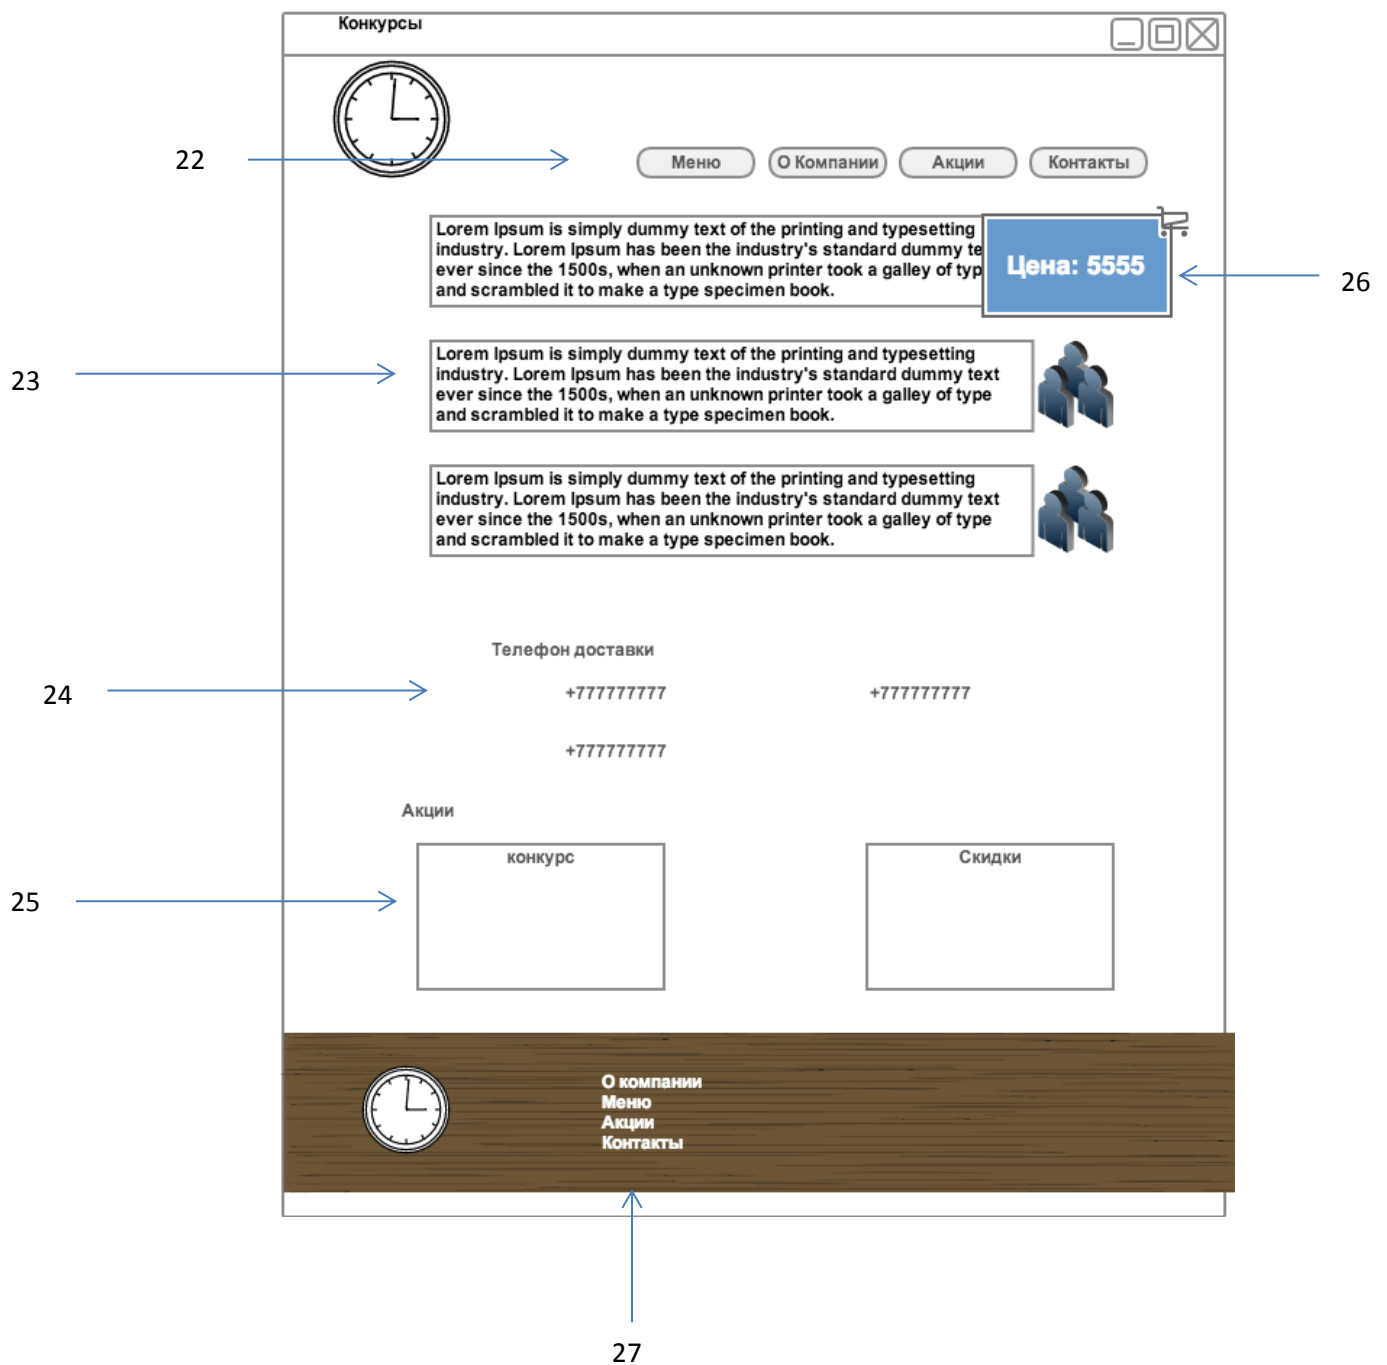 Конкурсы
22
Меню
О Компании
Акции
Контакты
Lorem Ipsum is simply dummy text of the printing and typesetting
industry. Lorem Ipsum has been the industry's standard dummy te
ever since the 1500s, when an unknown printer took a galley of typ
and scrambled it to make a type specimen book.
Цена: 5555
26
23
Lorem Ipsum is simply dummy text of the printing and typesetting
industry. Lorem Ipsum has been the industry's standard dummy text
ever since the 1500s, when an unknown printer took a galley of type
and scrambled it to make a type specimen book.
Lorem Ipsum is simply dummy text of the printing and typesetting
industry. Lorem Ipsum has been the industry's standard dummy text
ever since the 1500s, when an unknown printer took a galley of type
and scrambled it to make a type specimen book.
Телефон доставки
24
+777777777
+777777777
+777777777
Акции
25
конкурс
Скидки
О компании
Меню
Акции
Контакты
27